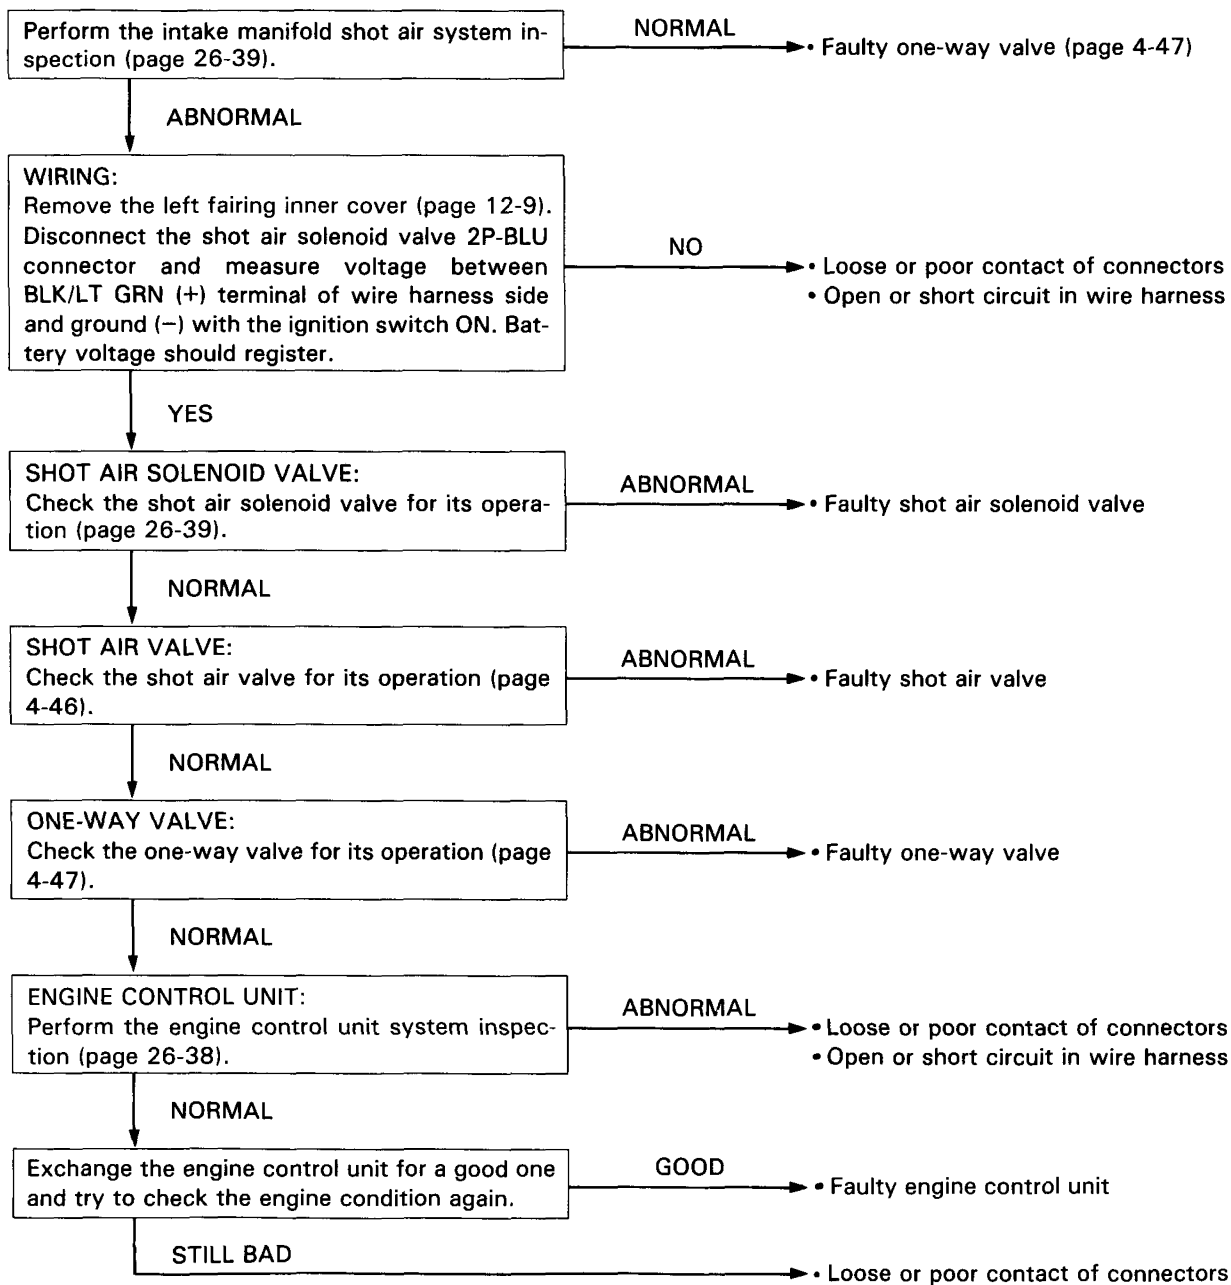 Perform the intake manifold shot air system in-
spection (page 26-39).
NORMAL
• Faulty one-way valve (page 4-47)
ABNORMAL
WIRING:
Remove the left fairing inner cover (page 12-9).
Disconnect the shot air solenoid valve 2P-BLU
connector and measure voltage between
BLK/LT GRN (+) terminal of wire harness side
and ground (−) with the ignition switch ON. Bat-
tery voltage should register.
NO
• Loose or poor contact of connectors
• Open or short circuit in wire harness
YES
SHOT AIR SOLENOID VALVE:
Check the shot air solenoid valve for its opera-
tion (page 26-39).
ABNORMAL
• Faulty shot air solenoid valve
NORMAL
SHOT AIR VALVE:
Check the shot air valve for its operation (page
4-46).
ABNORMAL
• Faulty shot air valve
NORMAL
ONE-WAY VALVE:
Check the one-way valve for its operation (page
4-47).
ABNORMAL
• Faulty one-way valve
NORMAL
ENGINE CONTROL UNIT:
Perform the engine control unit system inspec-
tion (page 26-38).
ABNORMAL
• Loose or poor contact of connectors
• Open or short circuit in wire harness
NORMAL
Exchange the engine control unit for a good one
and try to check the engine condition again.
GOOD
• Faulty engine control unit
STILL BAD
• Loose or poor contact of connectors